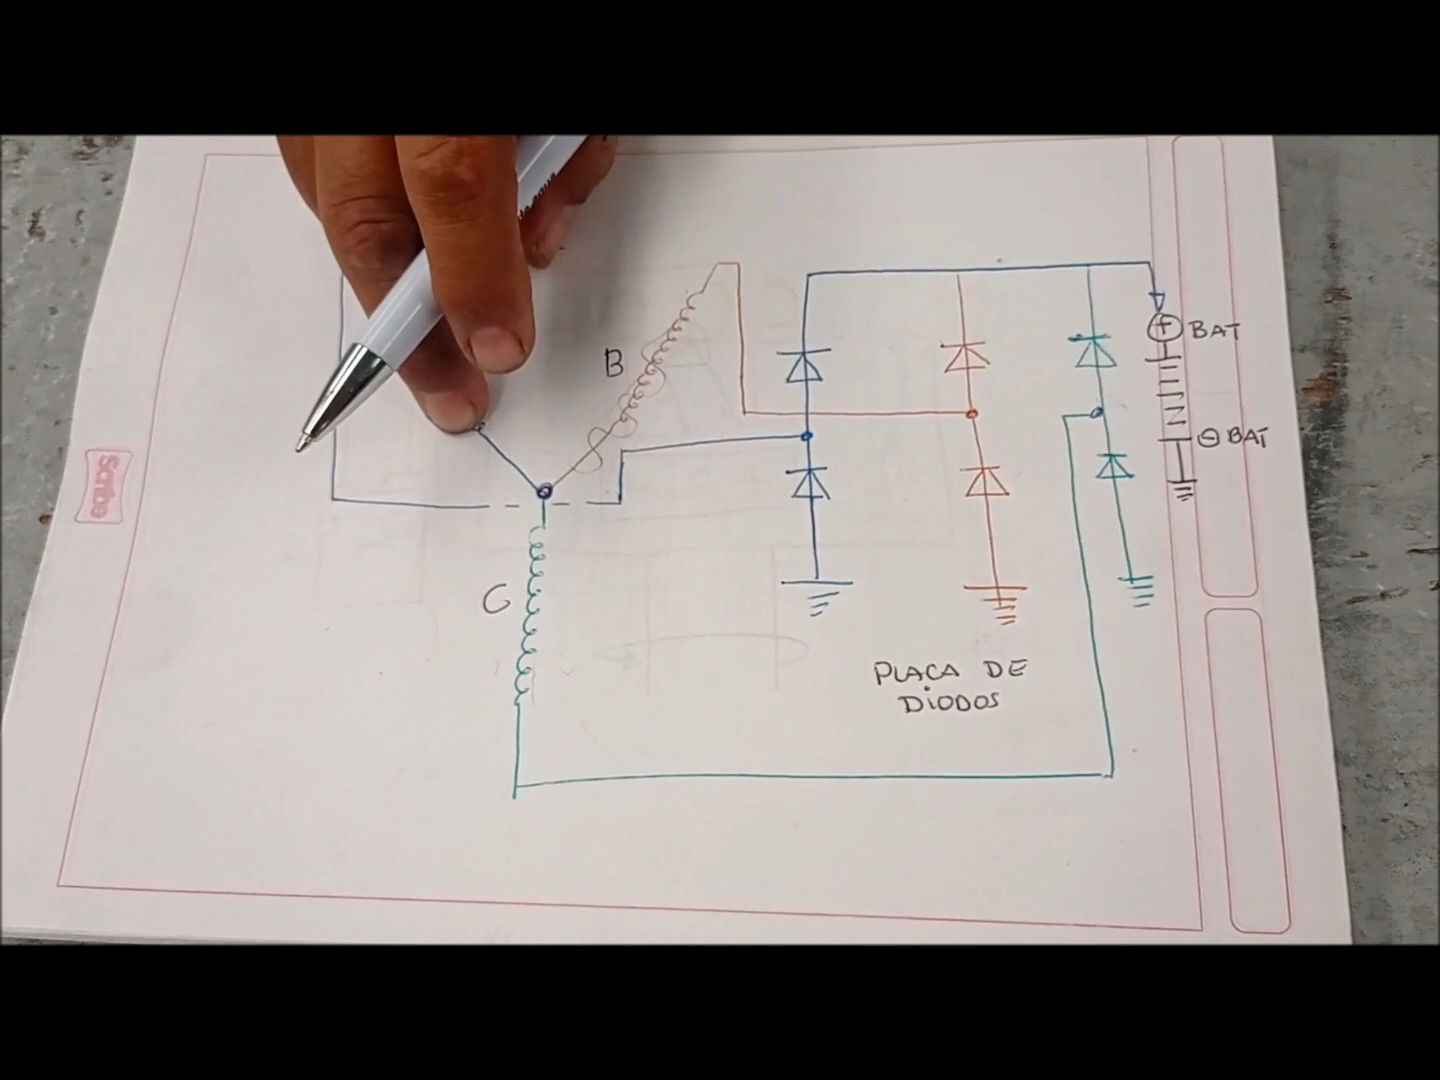 B
⊕ BAT
⊖ BAT
C
PLACA DE
DIODOS
Scribe